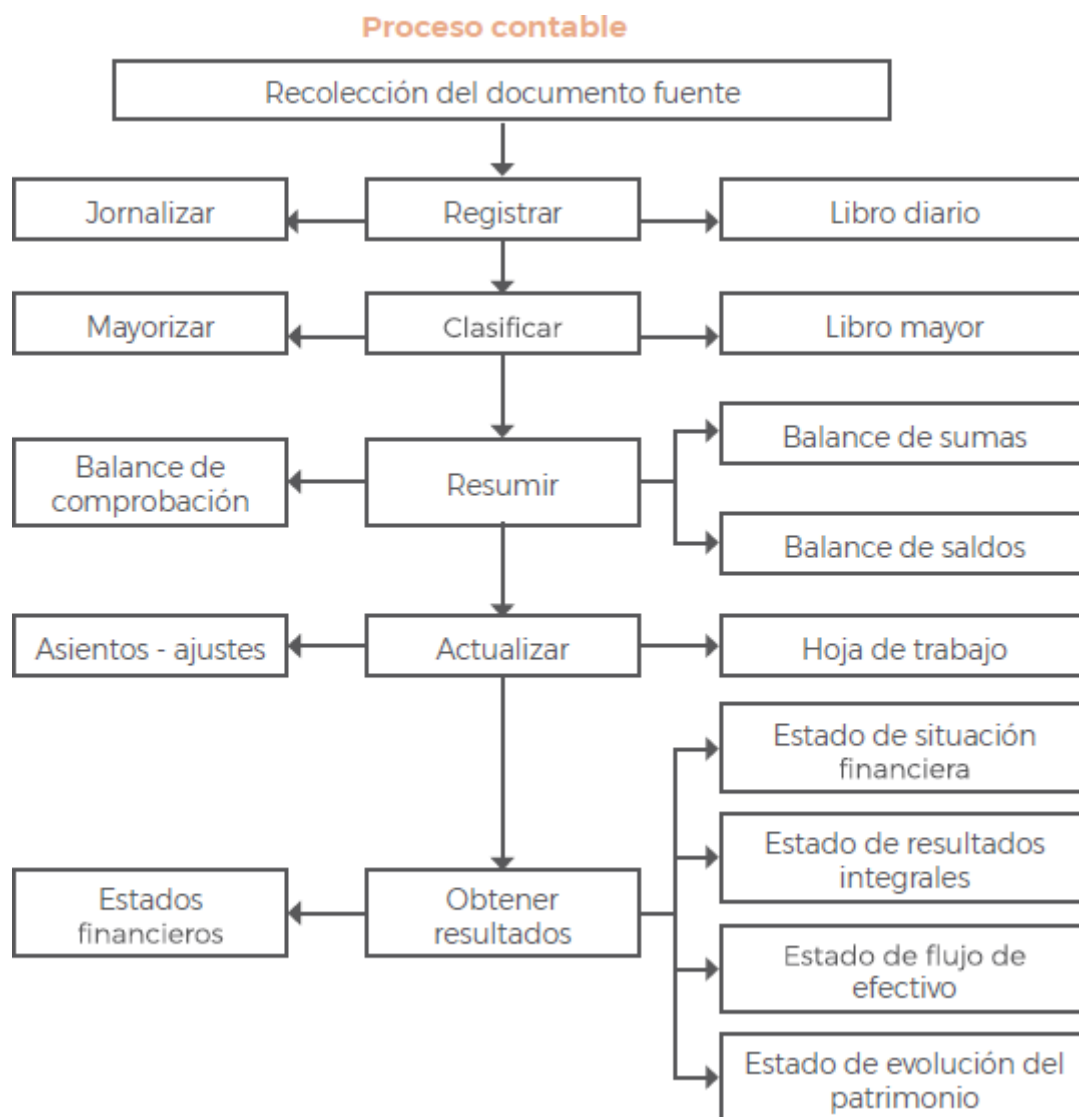 Proceso contable
Recolección del documento fuente
Jornalizar
Registrar
Libro diario
Mayorizar
Clasificar
Libro mayor
Balance de
comprobación
Resumir
Balance de sumas
Balance de saldos
Asientos - ajustes
Actualizar
Hoja de trabajo
Estados
financieros
Obtener
resultados
Estado de situación
financiera
Estado de resultados
integrales
Estado de flujo de
efectivo
Estado de evolución del
patrimonio